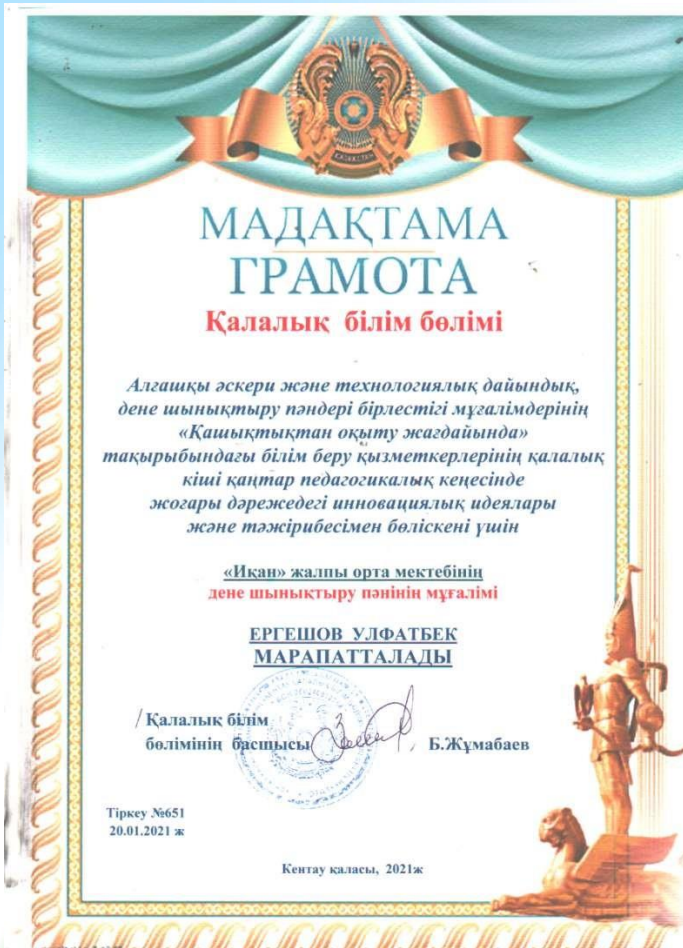 ҚАЗАҚСТАН
МАДАҚТАМА
ГРАМОТА
Қалалық білім бөлімі
Алғашқы әскери және технологиялық дайындық,
дене шынықтыру пәндері бірлестігі мұғалімдерінің
«Қашықтықтан оқыту жағдайында»
тақырыбындағы білім беру қызметкерлерінің қалалық
кіші қаңтар педагогикалық кеңесінде
жоғары дәрежедегі инновациялық идеялары
және тәжірибесімен бөліскені үшін
«Иқан» жалпы орта мектебінің
дене шынықтыру пәнінің мұғалімі
ЕРГЕШОВ УЛФАТБЕК
МАРАПАТТАЛАДЫ
Қалалық білім
бөлімінің басшысы Б.Жұмабаев
Тіркеу №651
20.01.2021 ж
Кентау қаласы, 2021ж